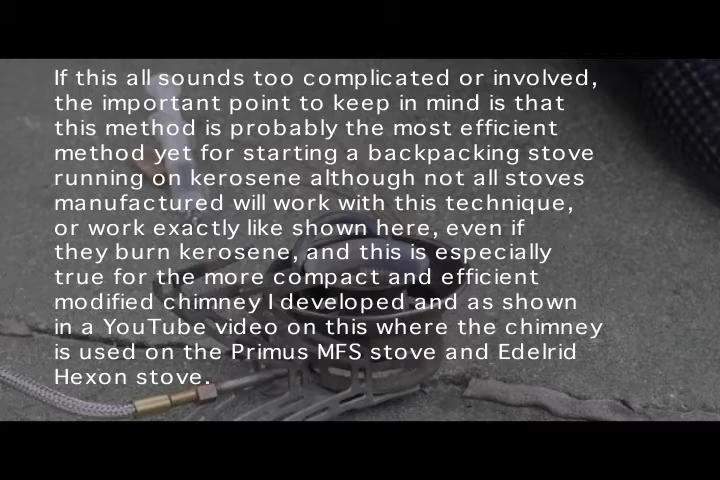 If this all sounds too complicated or involved,
the important point to keep in mind is that
this method is probably the most efficient
method yet for starting a backpacking stove
running on kerosene although not all stoves
manufactured will work with this technique,
or work exactly like shown here, even if
they burn kerosene, and this is especially
true for the more compact and efficient
modified chimney I developed and as shown
in a YouTube video on this where the chimney
is used on the Primus MFS stove and Edelrid
Hexon stove.